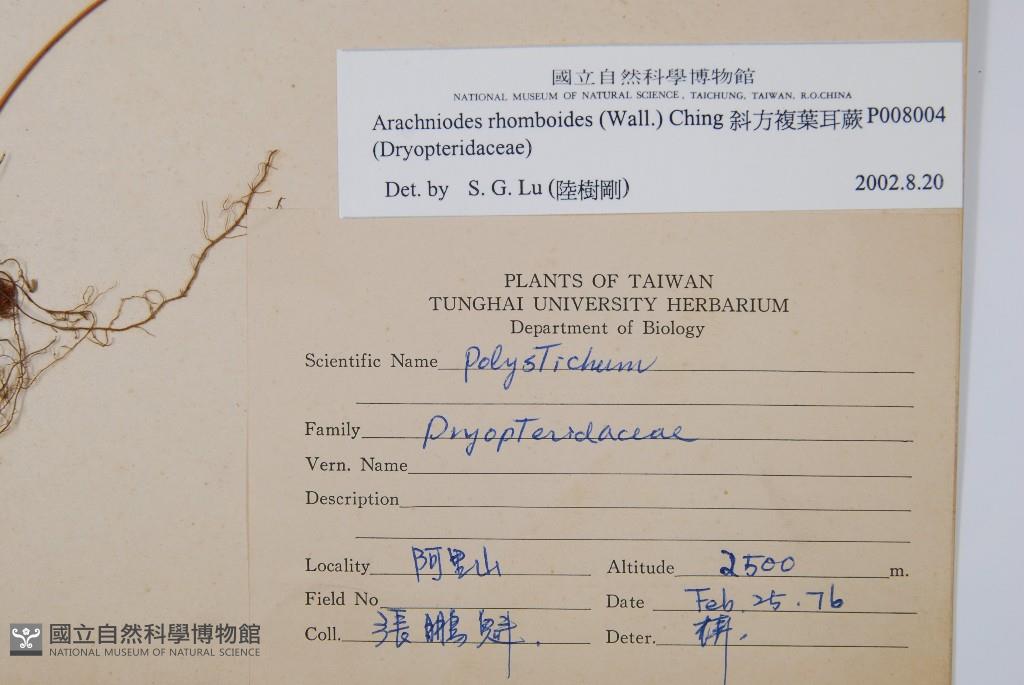 國立自然科學博物館
NATIONAL MUSEUM OF NATURAL SCIENCE, TAICHUNG, TAIWAN, R.O.CHINA
Arachniodes rhomboides (Wall.) Ching 斜方複葉耳蕨 P008004
(Dryopteridaceae)
Det. by S. G. Lu (陸樹剛) 2002.8.20
PLANTS OF TAIWAN
TUNGHAI UNIVERSITY HERBARIUM
Department of Biology
Scientific Name Polystichum
Family Dryopteridaceae
Vern. Name
Description
Locality 阿里山 Altitude 2500 m.
Field No Date Feb. 25. 76
Coll. 張鵬 Deter.
國立自然科學博物館
NATIONAL MUSEUM OF NATURAL SCIENCE